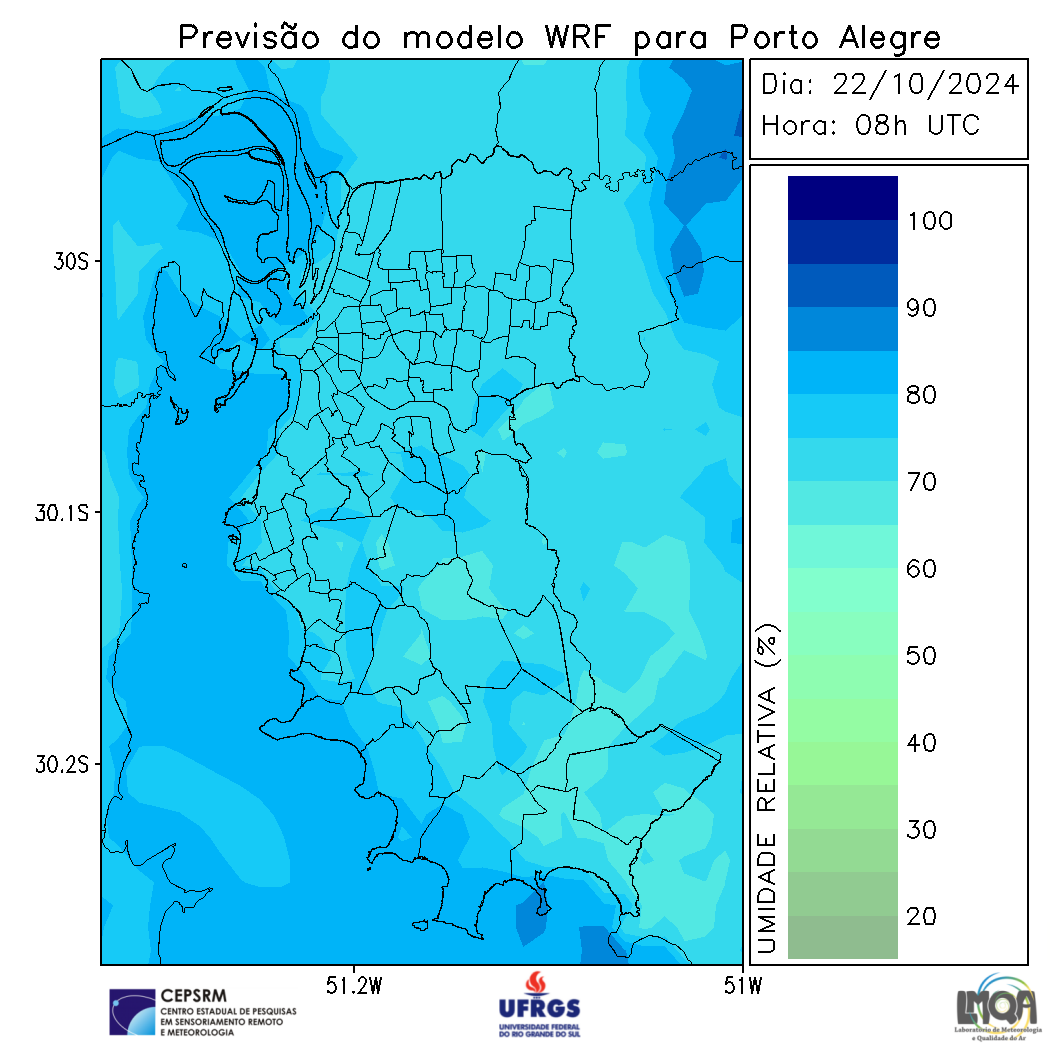 Previsão do modelo WRF para Porto Alegre
Dia: 22/10/2024
Hora: 08h UTC
100
90
80
70
60
50
40
30
20
UMIDADE RELATIVA (%)
30S
30.1S
30.2S
51.2W
51W
CEPSRM
CENTRO ESTADUAL DE PESQUISAS
EM SENSORIAMENTO REMOTO
E METEOROLOGIA
UFRGS
UNIVERSIDADE FEDERAL
DO RIO GRANDE DO SUL
LMQA
Laboratório de Meteorologia
e Qualidade do Ar